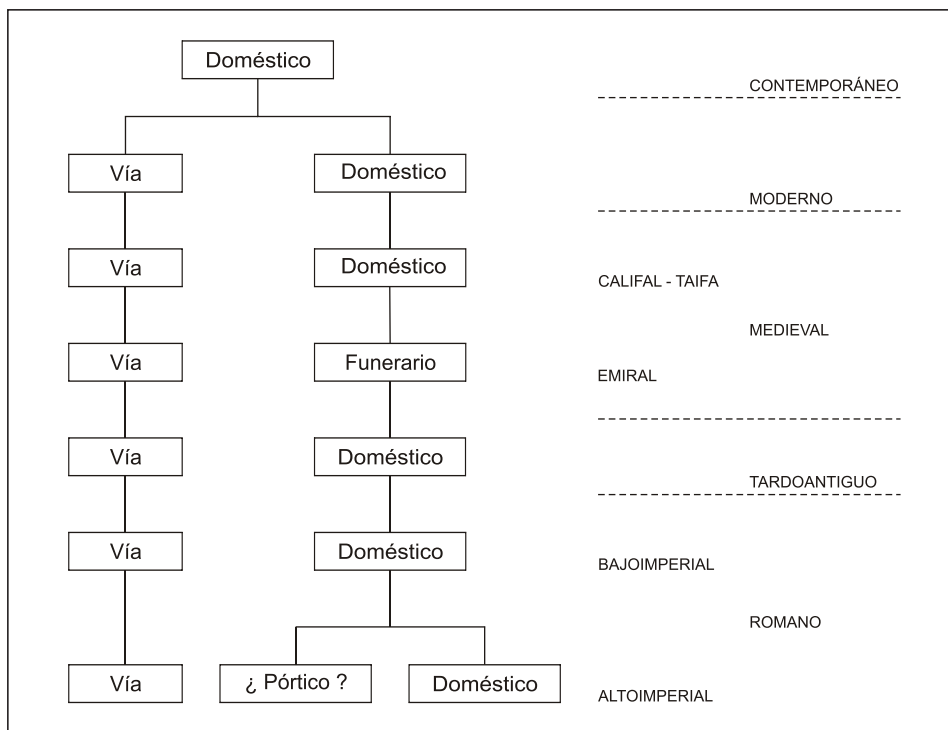 Doméstico
CONTEMPORÁNEO
Vía
Doméstico
MODERNO
Vía
Doméstico
CALIFAL - TAIFA
MEDIEVAL
Vía
Funerario
EMIRAL
Vía
Doméstico
TARDOANTIGUO
Vía
Doméstico
BAJOIMPERIAL
ROMANO
Vía
¿ Pórtico ?
Doméstico
ALTOIMPERIAL